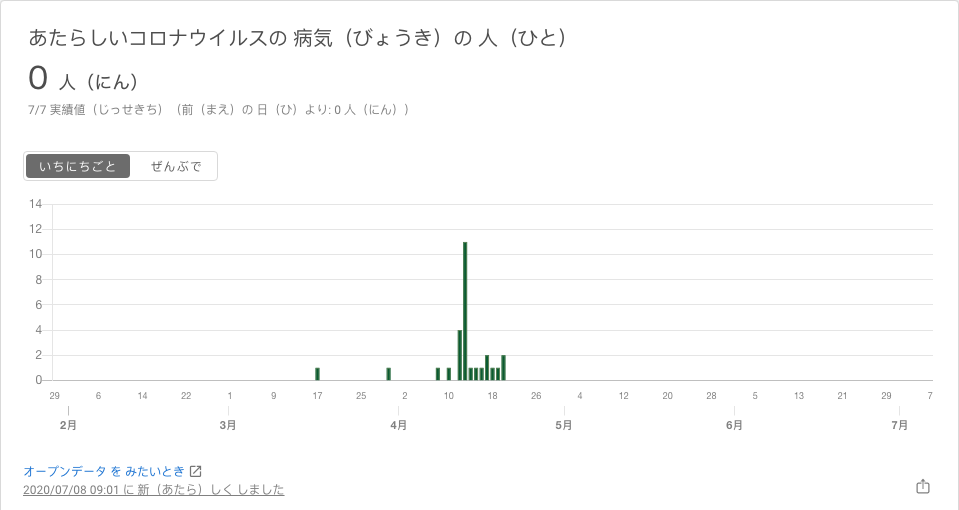 あたらしいコロナウイルスの 病気（びょうき）の 人（ひと）
0 人（にん）
7/7 実績値（じっせきち）（前（まえ）の 日（ひ）より: 0 人（にん））
いちにちごと ぜんぶで
14
12
10
8
6
4
2
0
29 6 14 22 1 9 17 25 2 10 18 26 4 12 20 28 5 13 21 29 7
2月 3月 4月 5月 6月 7月
オープンデータ を みたいとき
2020/07/08 09:01 に 新（あたら）しく しました